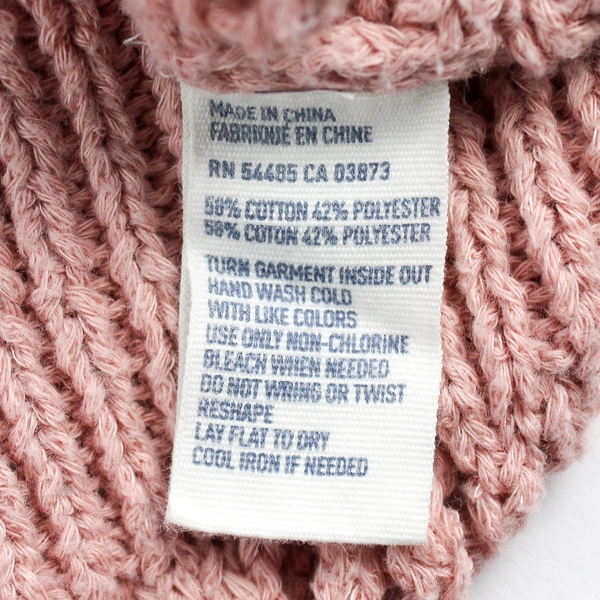 MADE IN CHINA
FABRIQUÉ EN CHINE
RN 54485 CA 03873
58% COTTON 42% POLYESTER
58% COTON 42% POLYESTER
TURN GARMENT INSIDE OUT
HAND WASH COLD
WITH LIKE COLORS
USE ONLY NON-CHLORINE
BLEACH WHEN NEEDED
DO NOT WRING OR TWIST
RESHAPE
LAY FLAT TO DRY
COOL IRON IF NEEDED